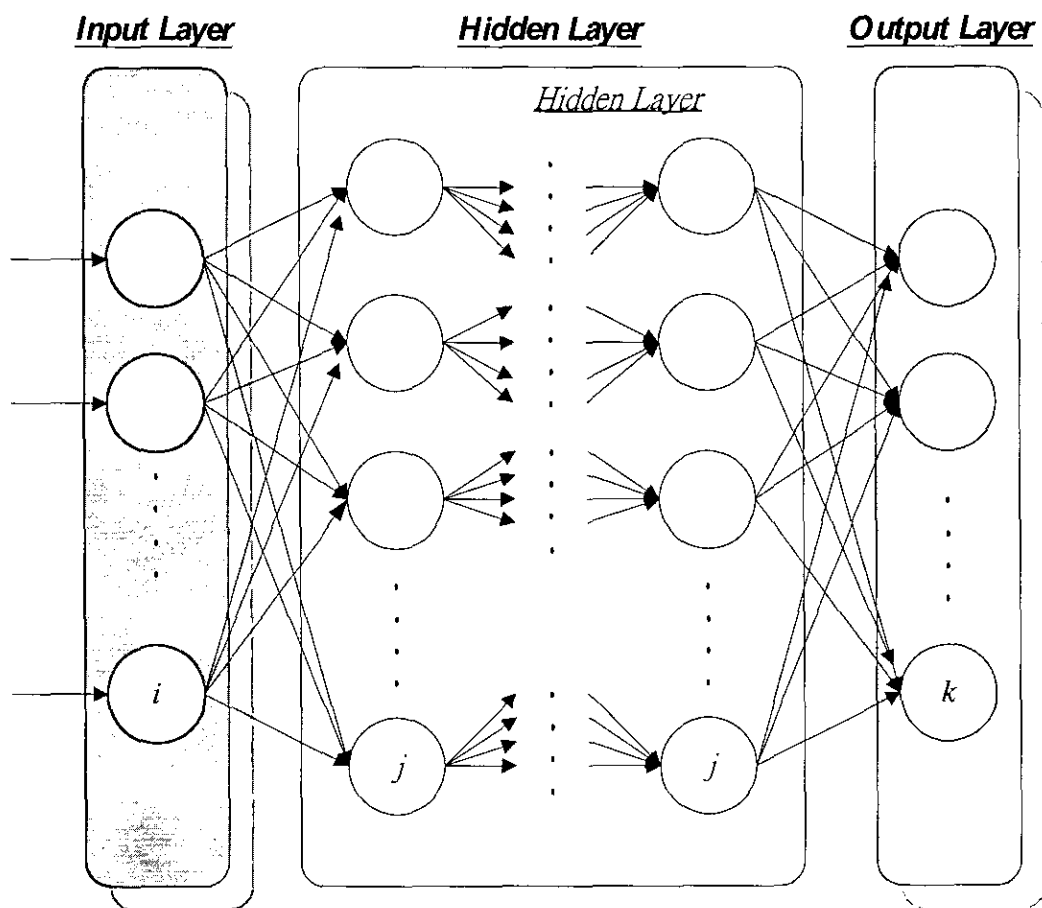 Input Layer
Hidden Layer
Output Layer
Hidden Layer
i
j
j
k